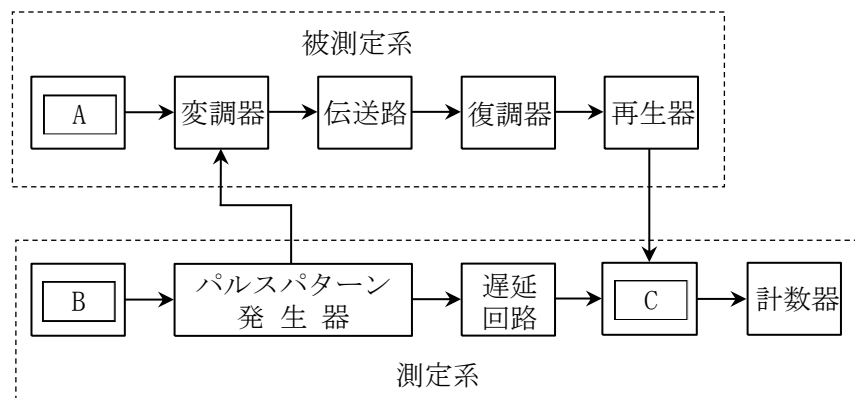 被測定系
A
変調器
伝送路
復調器
再生器
B
パルスパターン
発生器
遅延
回路
C
計数器
測定系